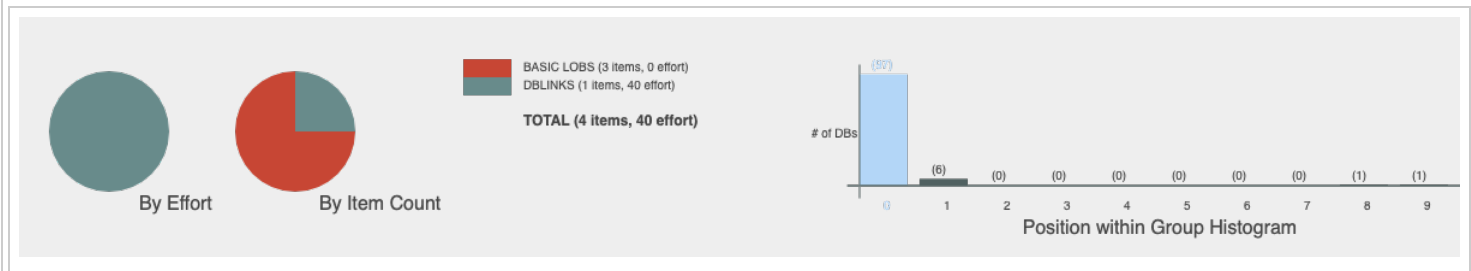 BASIC LOBS (3 items, 0 effort)
DBLINKS (1 items, 40 effort)
TOTAL (4 items, 40 effort)
By Effort
By Item Count
# of DBs
(6)
(0)
(0)
(0)
(0)
(0)
(0)
(1)
(1)
1 2 3 4 5 6 7 8 9
Position within Group Histogram